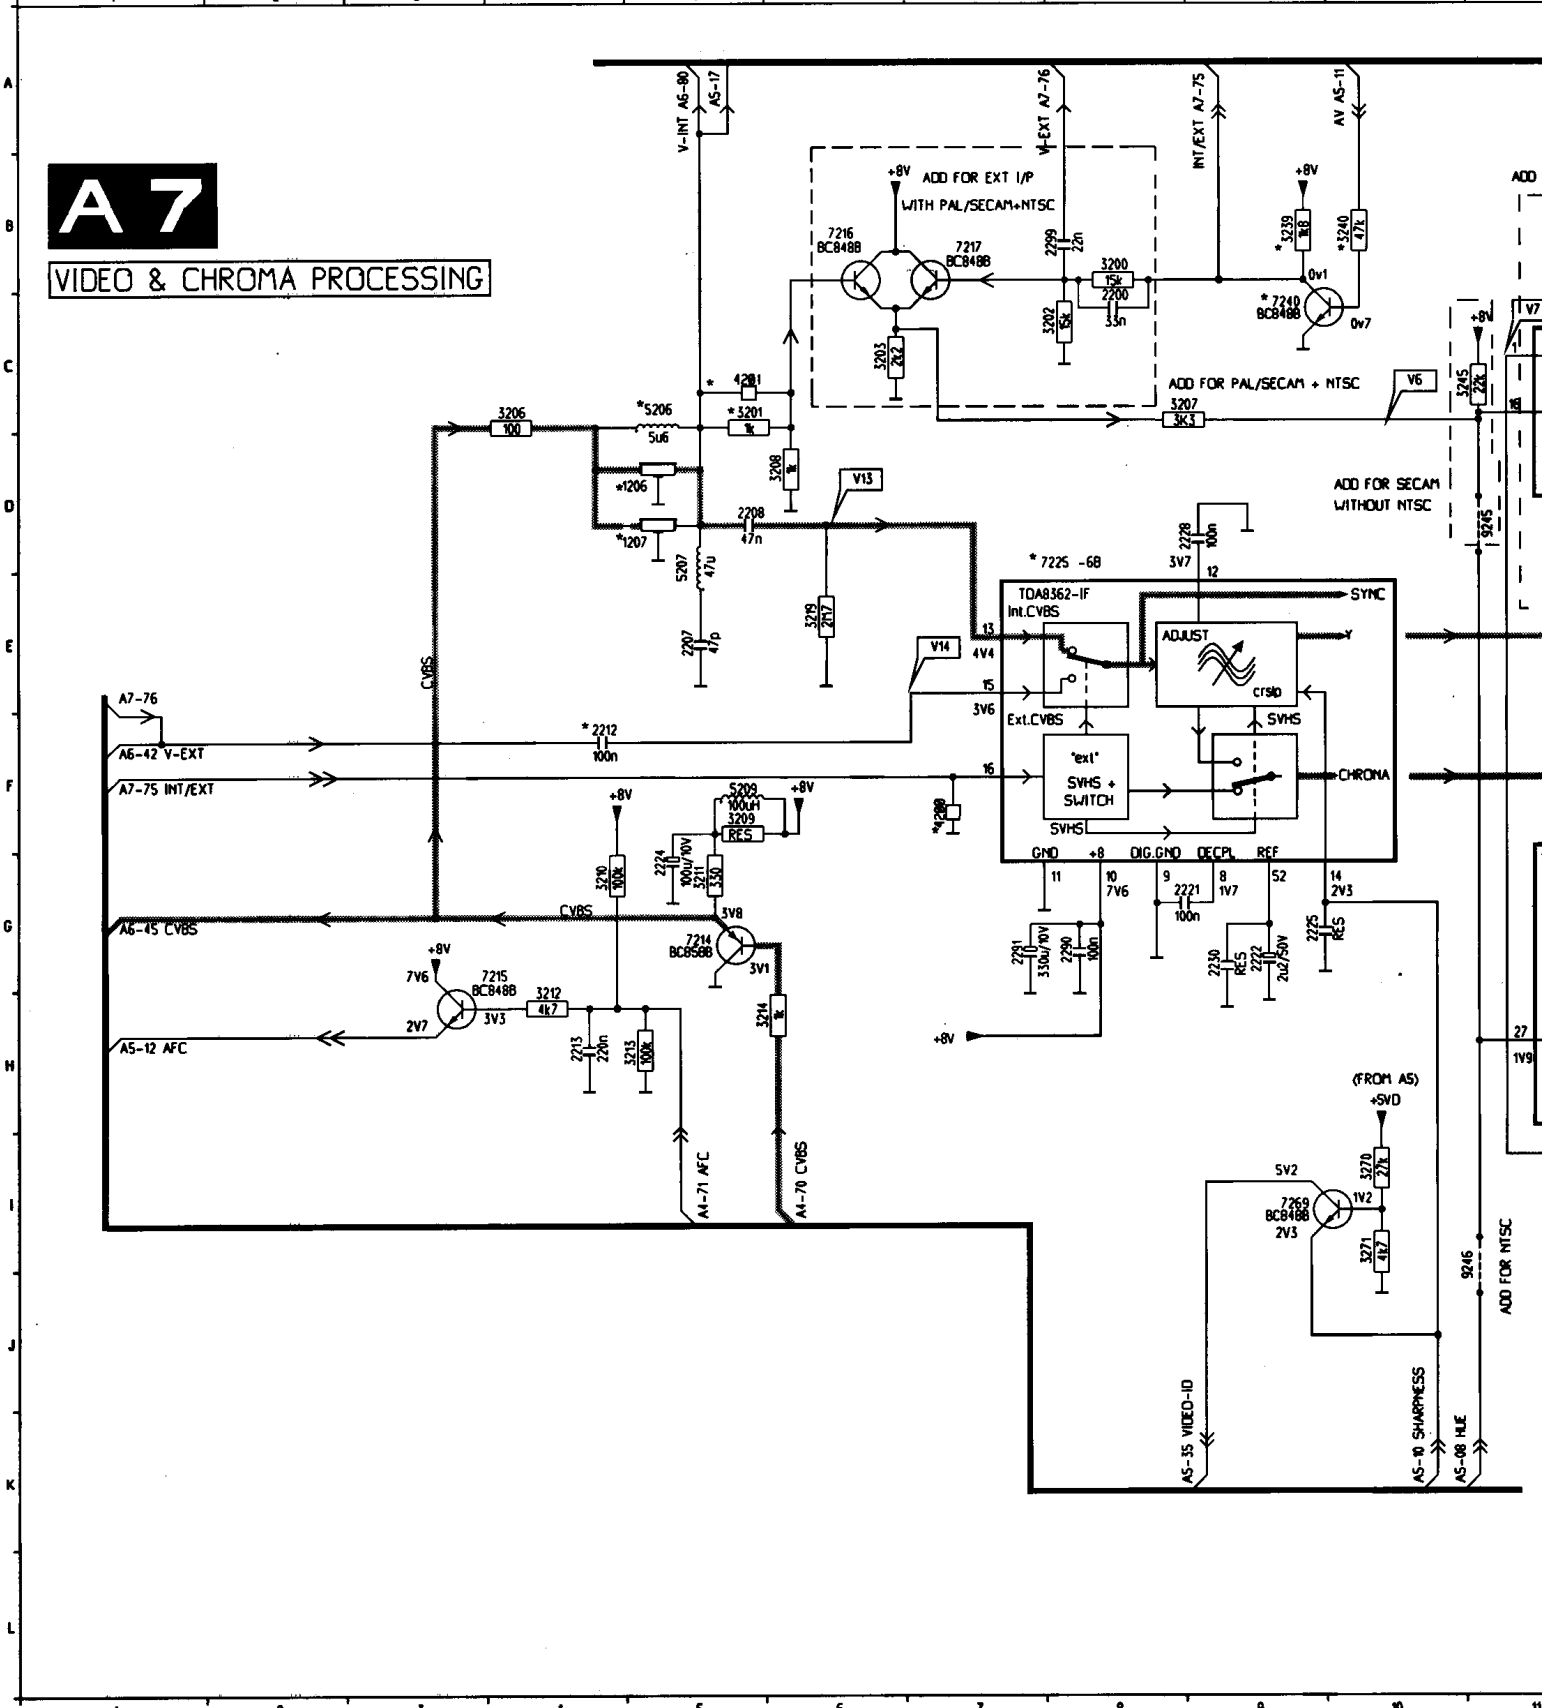 A
B
C
D
E
F
G
H
I
J
K
L
A 7
VIDEO & CHROMA PROCESSING
V-INT A6-80
A5-17
V-EXT A7-76
INT/EXT A7-75
AV A5-11
+8V
ADD FOR EXT I/P
WITH PAL/SECAM+NTSC
7216
BC848B
7217
BC848B
2299
22n
3200
15k
2200
33n
3202
15k
3203
2k2
+8V
* 3239
1k8
*3240
47k
0v1
* 7240
BC848B
0v7
ADD
+8V
3245
22k
V7
1
16
ADD FOR PAL/SECAM + NTSC
V6
3207
3K3
ADD FOR SECAM
WITHOUT NTSC
9245
3206
100
*5206
5u6
*
4201
* 3201
1k
3208
1k
*1206
*1207
2208
47n
V13
5207
47u
2207
47p
3219
2M7
CVBS
V14
2228
100n
3V7
12
* 7225 -6B
TDA8362-IF
Int.CVBS
13
4V4
15
3V6
Ext.CVBS
16
ADJUST
crslp
SYNC
Y
SVHS
"ext"
SVHS +
SWITCH
SVHS
CHROMA
GND
+8
DIG.GND
DECPL
REF
11
10
7V6
9
8
1V7
52
14
2V3
2221
100n
2291
330u/10V
2290
100n
2230
RES
2222
2u2/50V
2225
RES
+8V
A7-76
A6-42 V-EXT
A7-75 INT/EXT
* 2212
100n
*4200
+8V
5209
100uH
3209
RES
+8V
2224
100u/10V
3211
330
3210
100k
CVBS
A6-45 CVBS
3V8
7214
BC858B
3V1
+8V
7V6
7215
BC848B
3V3
2V7
3212
4k7
2213
220n
3213
100k
3214
1k
A5-12 AFC
A4-71 AFC
A4-70 CVBS
27
1V9
(FROM A5)
+5VD
3270
27k
5V2
1V2
7269
BC848B
2V3
3271
4k7
9246
ADD FOR NTSC
A5-35 VIDEO-ID
A5-10 SHARPNESS
A5-08 HUE